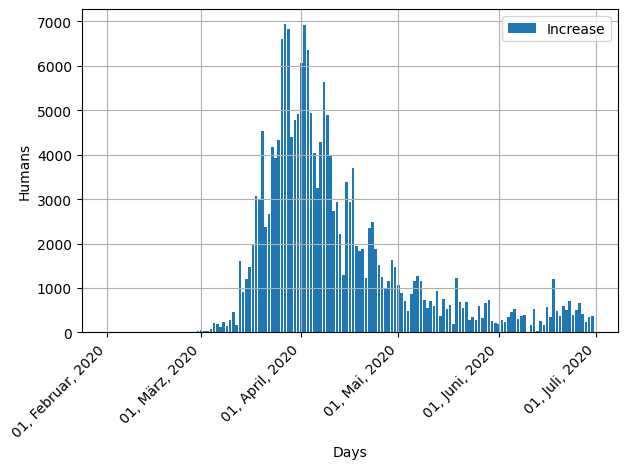 7000
6000
5000
4000
3000
2000
1000
0
Humans
Increase
01, Februar, 2020
01, März, 2020
01, April, 2020
01, Mai, 2020
01, Juni, 2020
01, Juli, 2020
Days